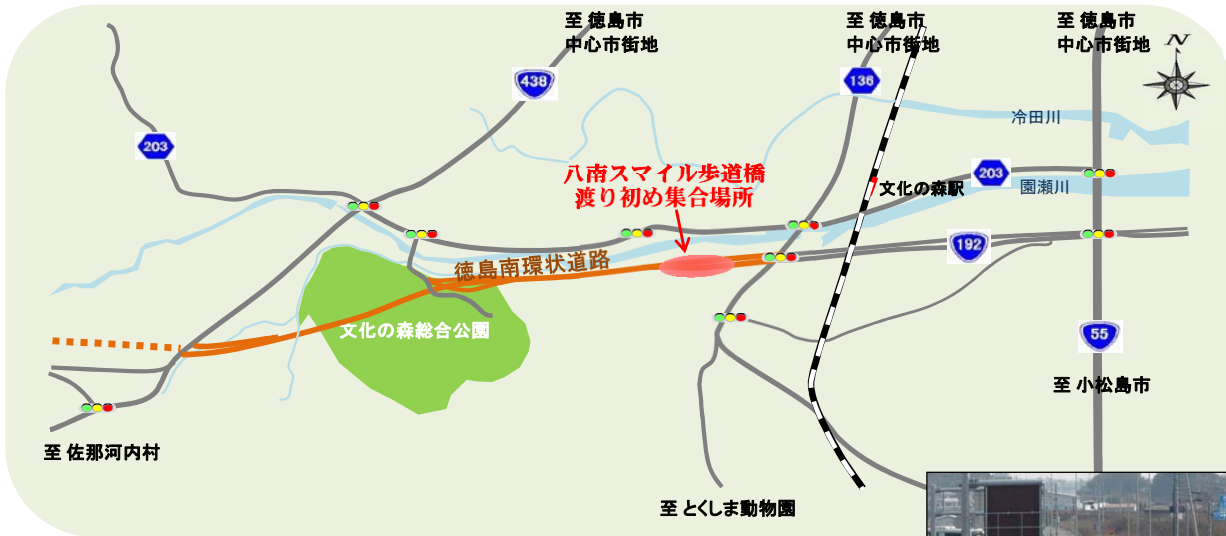 至 徳島市
中心市街地
至 徳島市
中心市街地
至 徳島市
中心市街地
N
438
136
冷田川
203
八南スマイル歩道橋
渡り初め集合場所
203
文化の森駅
園瀬川
192
徳島南環状道路
文化の森総合公園
55
至 小松島市
至 佐那河内村
至 とくしま動物園